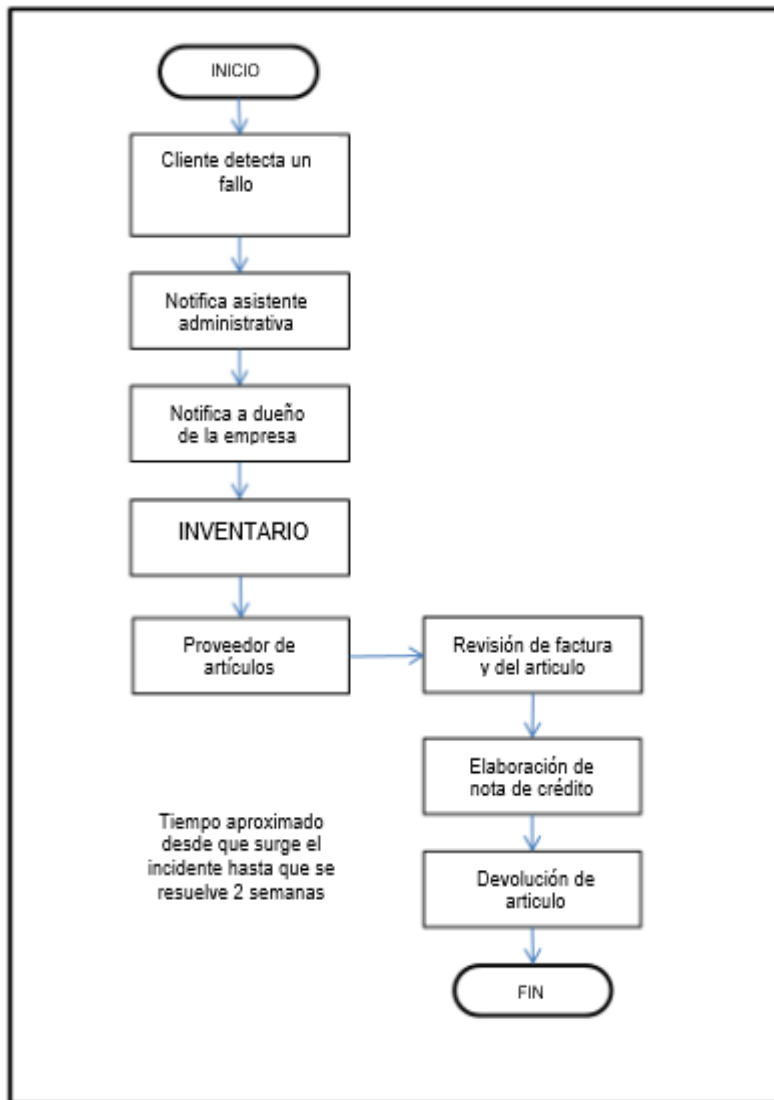 INICIO
Cliente detecta un
fallo
Notifica asistente
administrativa
Notifica a dueño
de la empresa
INVENTARIO
Proveedor de
artículos
Revisión de factura
y del articulo
Elaboración de
nota de crédito
Devolución de
articulo
FIN
Tiempo aproximado
desde que surge el
incidente hasta que se
resuelve 2 semanas